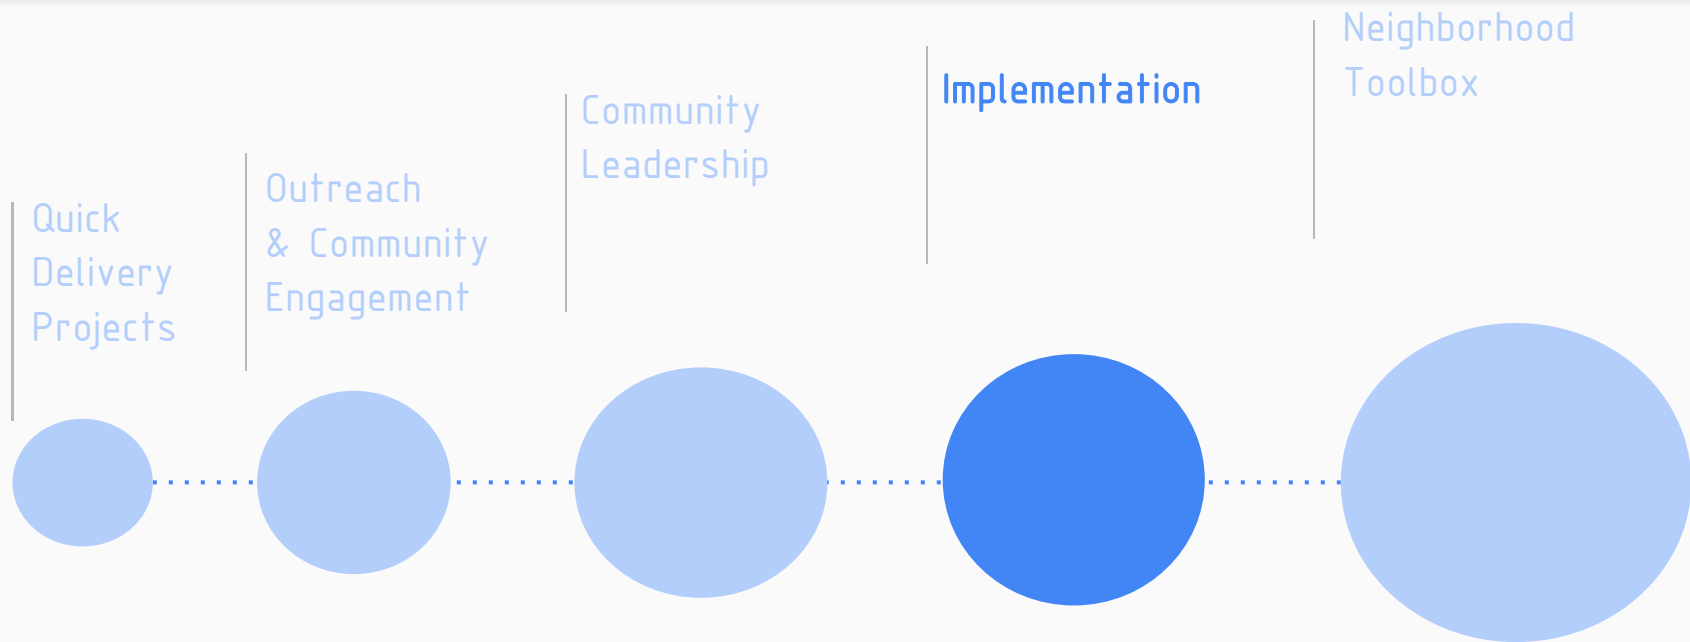 Quick
Delivery
Projects
Outreach
& Community
Engagement
Community
Leadership
Implementation
Neighborhood
Toolbox